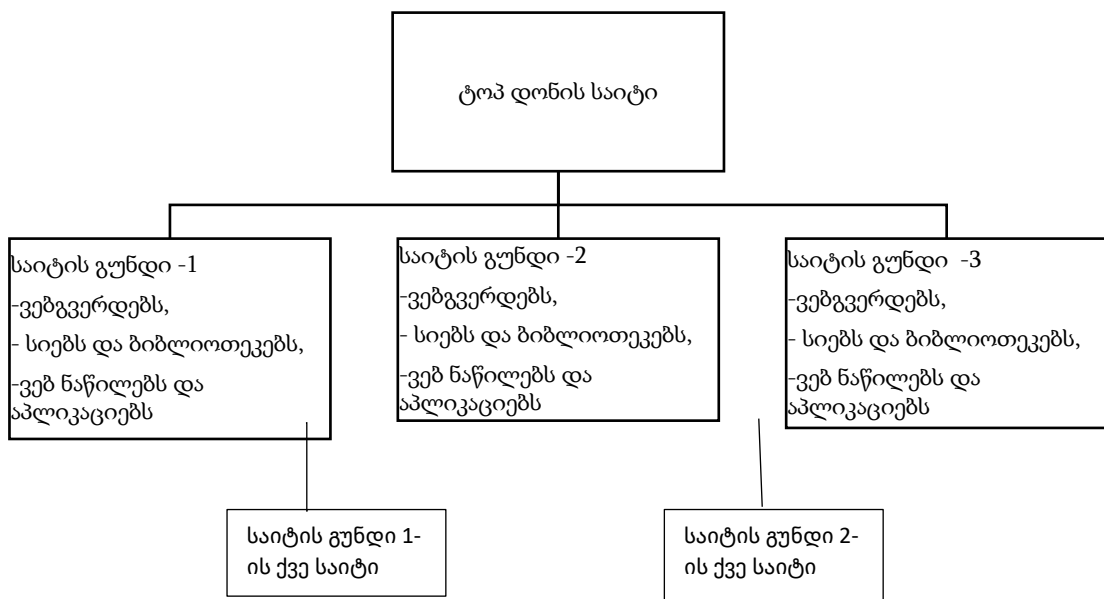 ტოპ დონის საიტი
საიტის გუნდი -1
-ვებგვერდებს,
- სიებს და ბიბლიოთეკებს,
-ვებ ნაწილებს და
აპლიკაციებს
საიტის გუნდი -2
-ვებგვერდებს,
- სიებს და ბიბლიოთეკებს,
-ვებ ნაწილებს და
აპლიკაციებს
საიტის გუნდი -3
-ვებგვერდებს,
- სიებს და ბიბლიოთეკებს,
-ვებ ნაწილებს და
აპლიკაციებს
საიტის გუნდი 1-
ის ქვე საიტი
საიტის გუნდი 2-
ის ქვე საიტი